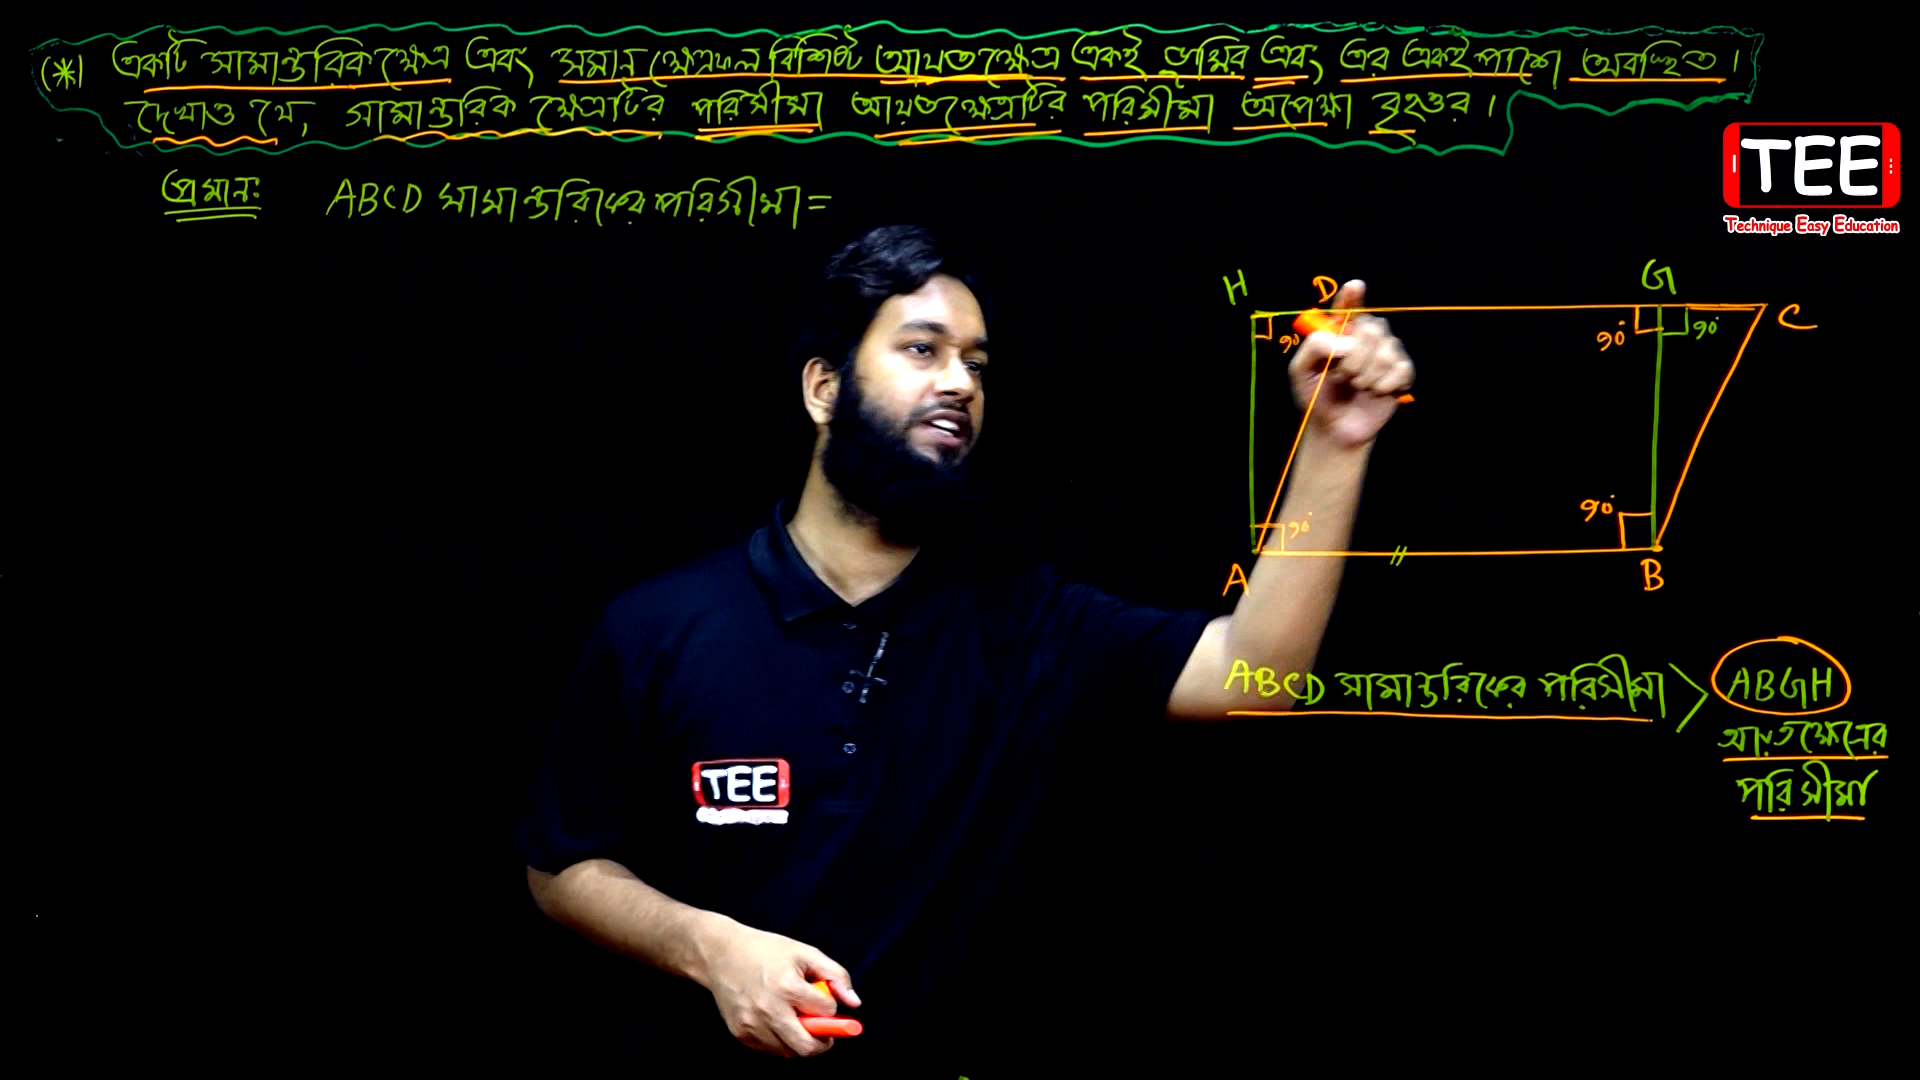 (*) একটি সামান্তরিক ক্ষেত্র এবং সমান ক্ষেত্রফল বিশিষ্ট আয়তক্ষেত্র একই ভূমির এবং এর একই পাশে অবস্থিত।
দেখাও যে, সামান্তরিক ক্ষেত্রটির পরিসীমা আয়তক্ষেত্রটির পরিসীমা অপেক্ষা বৃহত্তর।
TEE
Technique Easy Education
প্রমান: ABCD সামান্তরিকের পরিসীমা=
H D G C
90° 90° 90°
90° 90°
A B
ABCD সামান্তরিকের পরিসীমা > ABGH
আয়তক্ষেত্রের
পরিসীমা
TEE